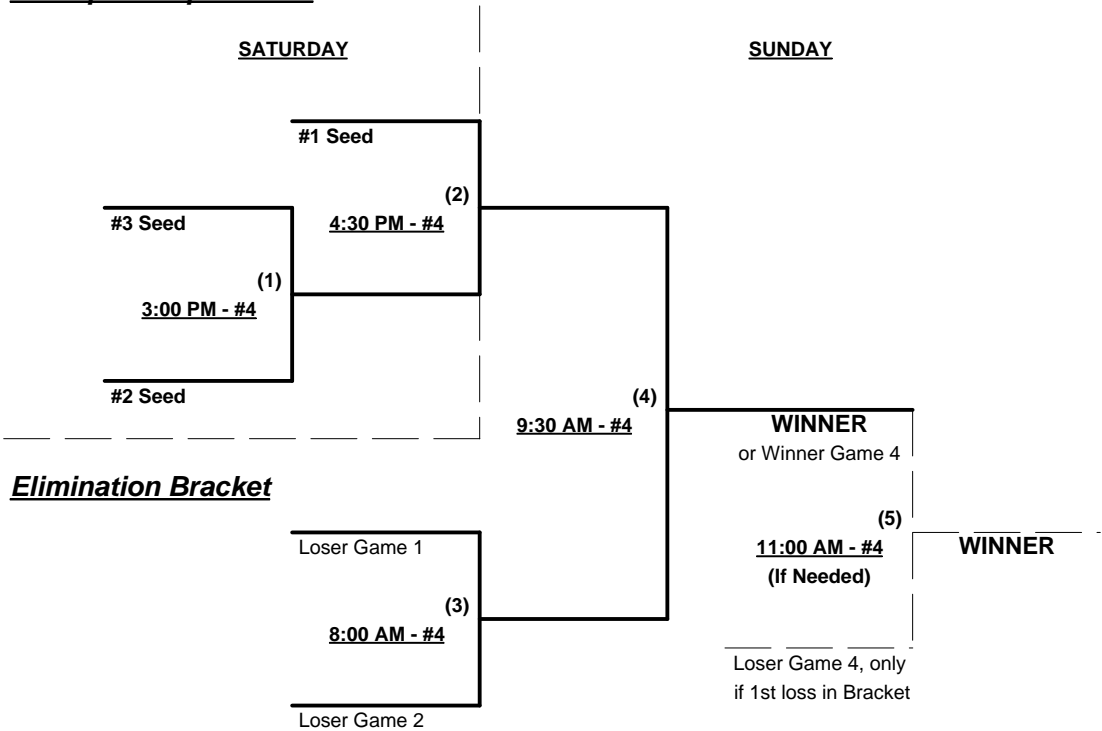 SATURDAY
SUNDAY
#1 Seed
(2)
4:30 PM - #4
#3 Seed
(1)
3:00 PM - #4
#2 Seed
(4)
9:30 AM - #4
WINNER
or Winner Game 4
Elimination Bracket
(5)
11:00 AM - #4
(If Needed)
WINNER
Loser Game 1
(3)
8:00 AM - #4
Loser Game 2
Loser Game 4, only
if 1st loss in Bracket